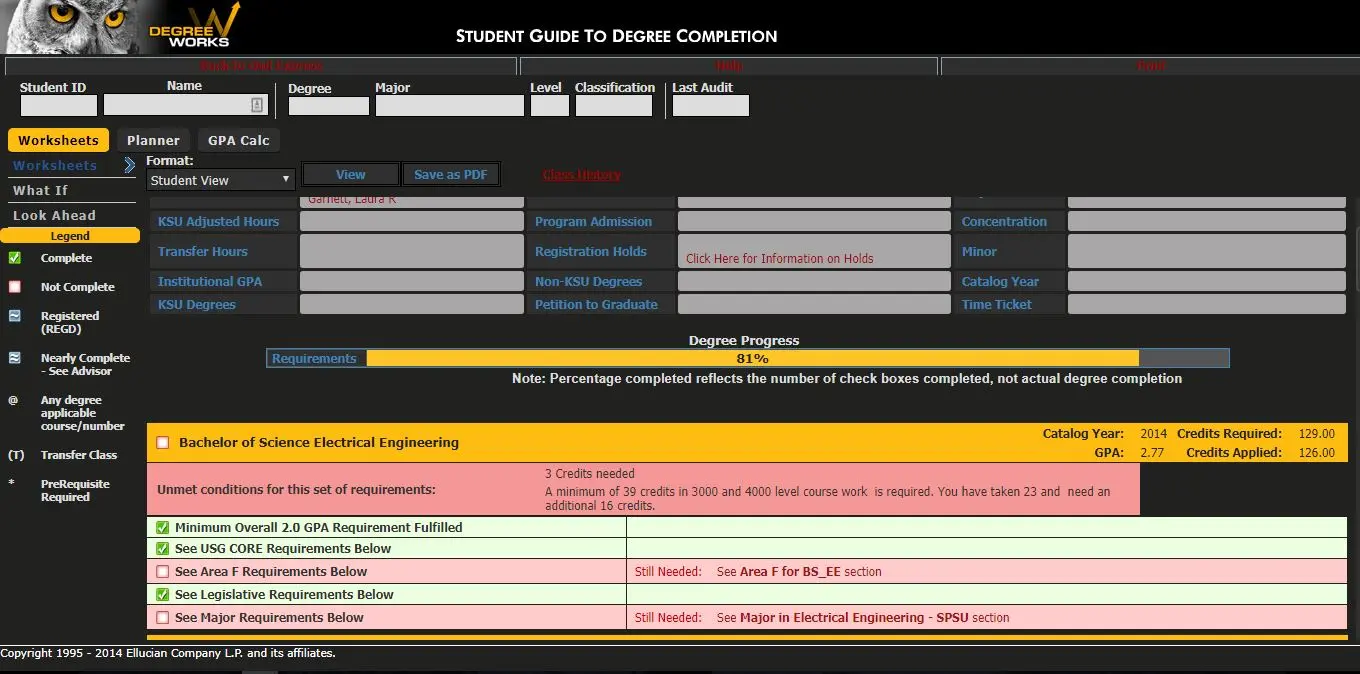 DEGREE WORKS
STUDENT GUIDE TO DEGREE COMPLETION
Help
Student ID Name Degree Major Level Classification Last Audit
Worksheets Planner GPA Calc
Worksheets
Format:
Student View View Save as PDF Class History
What If
Look Ahead
Legend
Complete
Not Complete
Registered
(REGD)
Nearly Complete
- See Advisor
@ Any degree
applicable
course/number
(T) Transfer Class
* PreRequisite
Required
Garnett, Laura R
KSU Adjusted Hours Program Admission Concentration
Transfer Hours Registration Holds Click Here for Information on Holds Minor
Institutional GPA Non-KSU Degrees Catalog Year
KSU Degrees Petition to Graduate Time Ticket
Degree Progress
Requirements 81%
Note: Percentage completed reflects the number of check boxes completed, not actual degree completion
Bachelor of Science Electrical Engineering
Catalog Year: 2014 Credits Required: 129.00
GPA: 2.77 Credits Applied: 126.00
Unmet conditions for this set of requirements:
3 Credits needed
A minimum of 39 credits in 3000 and 4000 level course work is required. You have taken 23 and need an
additional 16 credits.
Minimum Overall 2.0 GPA Requirement Fulfilled
See USG CORE Requirements Below
See Area F Requirements Below Still Needed: See Area F for BS_EE section
See Legislative Requirements Below
See Major Requirements Below Still Needed: See Major in Electrical Engineering - SPSU section
Copyright 1995 - 2014 Ellucian Company L.P. and its affiliates.